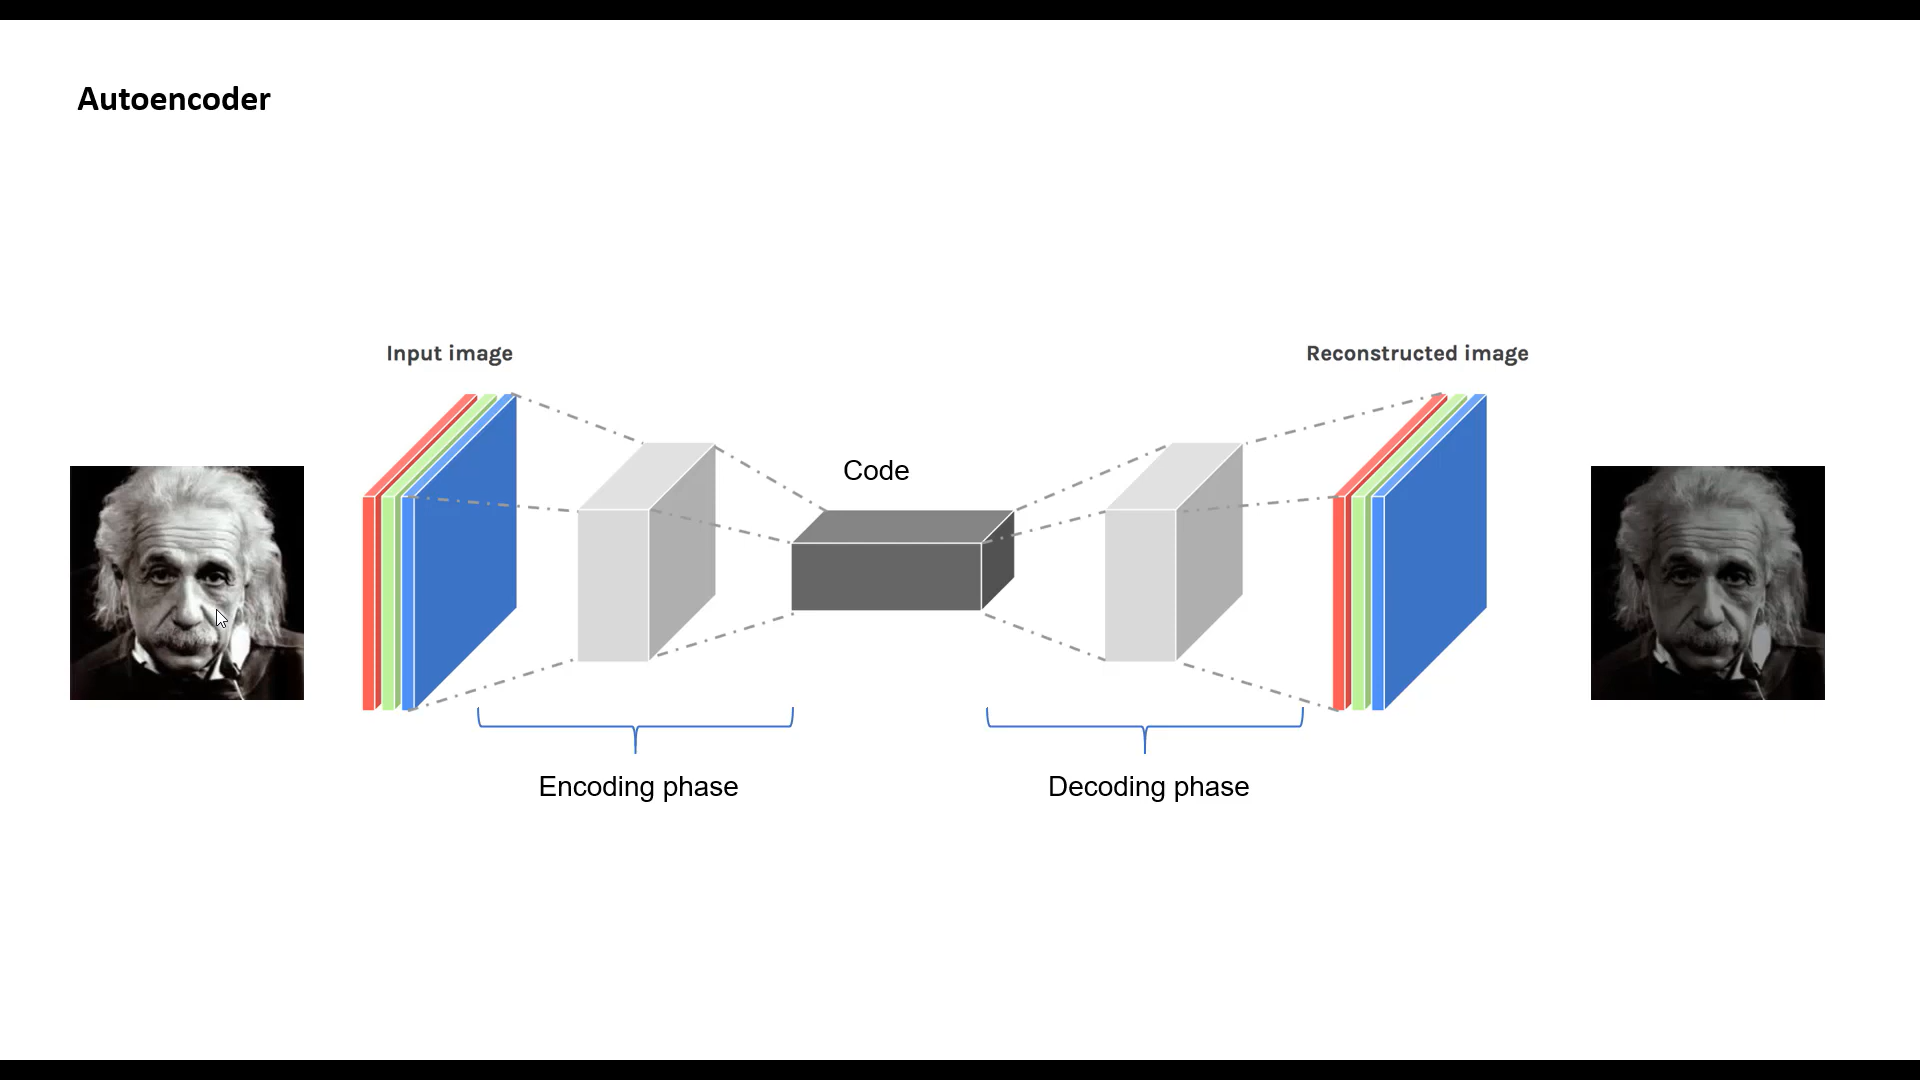 Autoencoder
Input image
Reconstructed image
Code
Encoding phase
Decoding phase